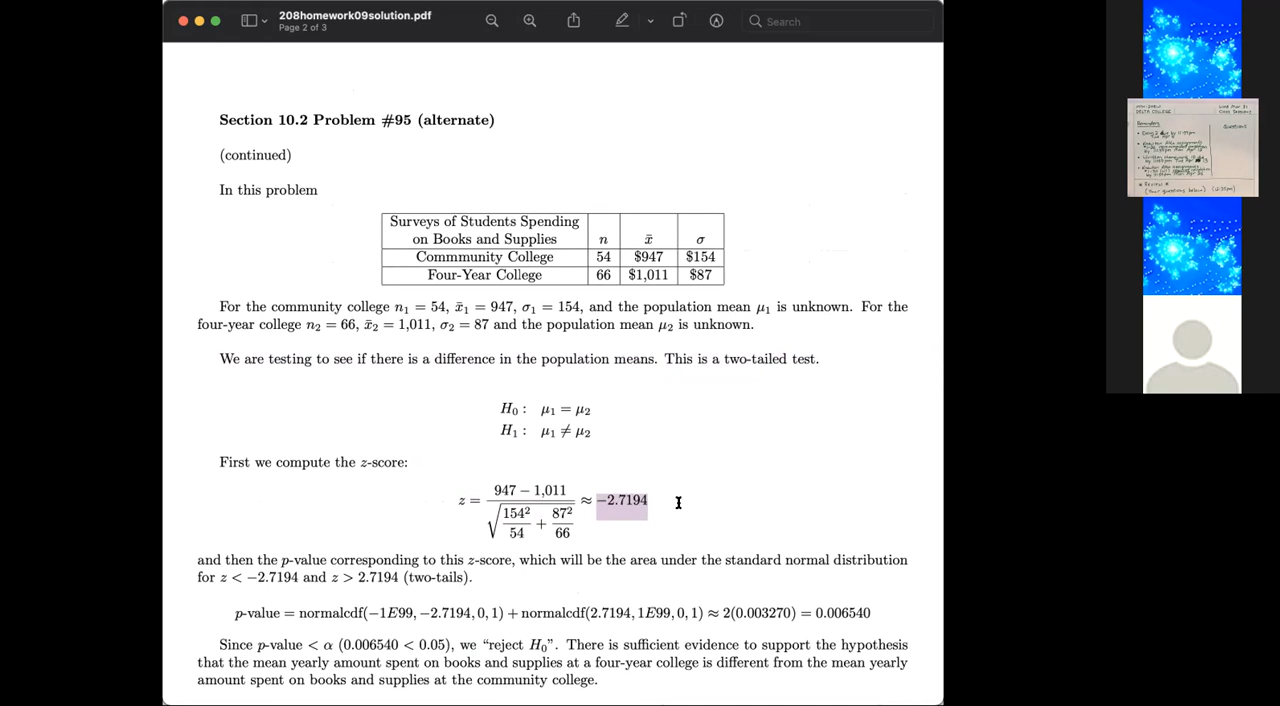 208homework09solution.pdf
Page 2 of 3
Search
Section 10.2 Problem #95 (alternate)
(continued)
In this problem
Surveys of Students Spending
on Books and Supplies n x̄ σ
Commmunity College 54 $947 $154
Four-Year College 66 $1,011 $87
For the community college n₁ = 54, x̄₁ = 947, σ₁ = 154, and the population mean μ₁ is unknown. For the
four-year college n₂ = 66, x̄₂ = 1,011, σ₂ = 87 and the population mean μ₂ is unknown.
We are testing to see if there is a difference in the population means. This is a two-tailed test.
H₀ : μ₁ = μ₂
H₁ : μ₁ ≠ μ₂
First we compute the z-score:
z = (947 − 1,011) / √(154²/54 + 87²/66) ≈ −2.7194
and then the p-value corresponding to this z-score, which will be the area under the standard normal distribution
for z < −2.7194 and z > 2.7194 (two-tails).
p-value = normalcdf(−1E99, −2.7194, 0, 1) + normalcdf(2.7194, 1E99, 0, 1) ≈ 2(0.003270) = 0.006540
Since p-value < α (0.006540 < 0.05), we “reject H₀”. There is sufficient evidence to support the hypothesis
that the mean yearly amount spent on books and supplies at a four-year college is different from the mean yearly
amount spent on books and supplies at the community college.
DELTA COLLEGE
Reminders
Questions